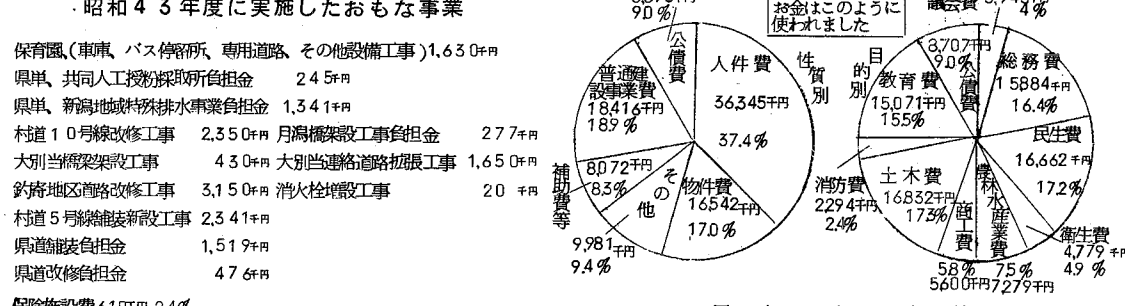 昭和43年度に実施したおもな事業
保育園、(車庫、バス停留所、専用道路、その他設備工事)1,630千円
県単、共同人工授粉採取所負担金 245千円
県単、新潟地域特殊排水事業負担金 1,341千円
村道10号線改修工事 2,350千円 月潟橋架設工事負担金 277千円
大別当橋梁架設工事 430千円 大別当連絡道路拡張工事 1,650千円
釣寄地区道路改修工事 3,150千円 消火栓増設工事 20千円
村道5号線舗装新設工事 2,341千円
県道舗装負担金 1,519千円
県道改修負担金 476千円
9.0%
お金はこのように
使われました
性質別
公債費
人件費
36,345千円
37.4%
普通建設事業費
18,416千円
18.9%
補助費等
8,072千円
8.3%
その他
9,981千円
9.4%
物件費
16,542千円
17.0%
目的別
4%
総務費
15,884千円
16.4%
民生費
16,662千円
17.2%
衛生費
4,779千円
4.9%
農林水産業費
7.5%
7,279千円
商工費
5.8%
5,600千円
土木費
16,832千円
17.3%
消防費
2,294千円
2.4%
教育費
15,071千円
15.5%
公債費
8,707千円
9.0%